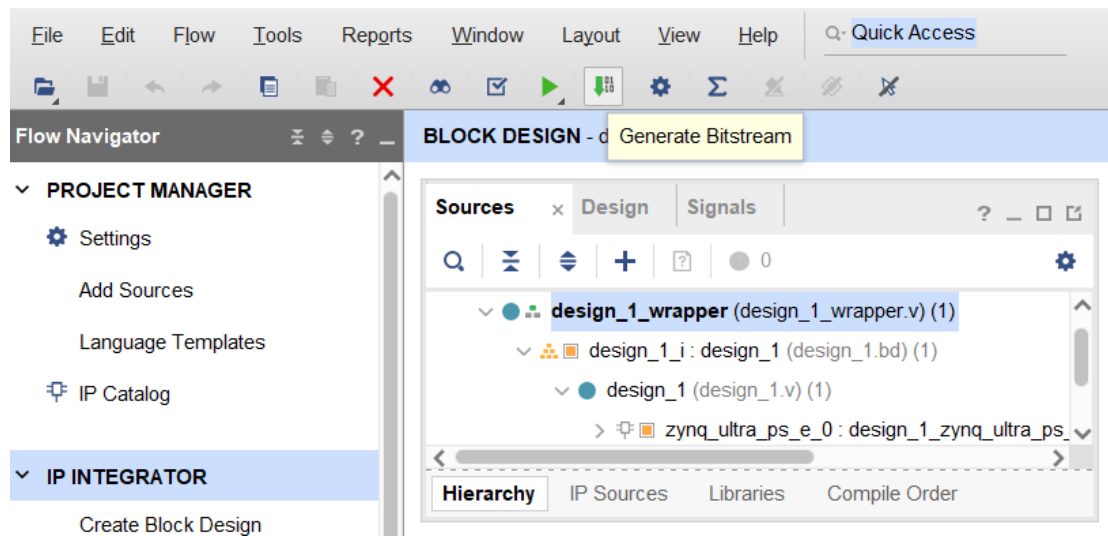 File Edit Flow Tools Reports Window Layout View Help Quick Access
Flow Navigator ? BLOCK DESIGN - d Generate Bitstream
PROJECT MANAGER
Settings
Add Sources
Language Templates
IP Catalog
IP INTEGRATOR
Create Block Design
Sources Design Signals ?
0
design_1_wrapper (design_1_wrapper.v) (1)
design_1_i : design_1 (design_1.bd) (1)
design_1 (design_1.v) (1)
zynq_ultra_ps_e_0 : design_1_zynq_ultra_ps_
Hierarchy IP Sources Libraries Compile Order